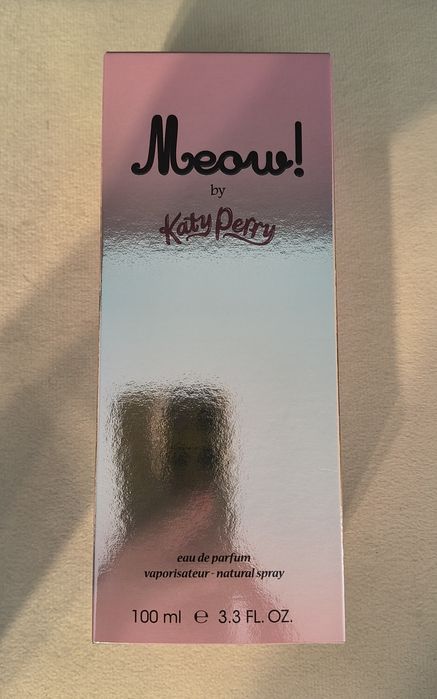 Meow!
by
Katy Perry
eau de parfum
vaporisateur - natural spray
100 ml ℮ 3.3 FL. OZ.